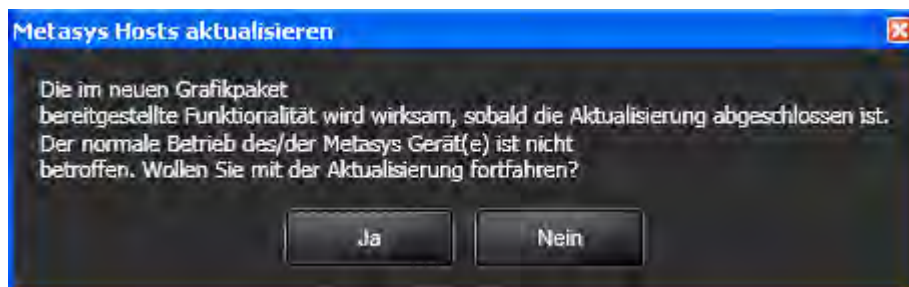 Metasys Hosts aktualisieren
Die im neuen Grafikpaket
bereitgestellte Funktionalität wird wirksam, sobald die Aktualisierung abgeschlossen ist.
Der normale Betrieb des/der Metasys Gerät(e) ist nicht
betroffen. Wollen Sie mit der Aktualisierung fortfahren?
Ja Nein